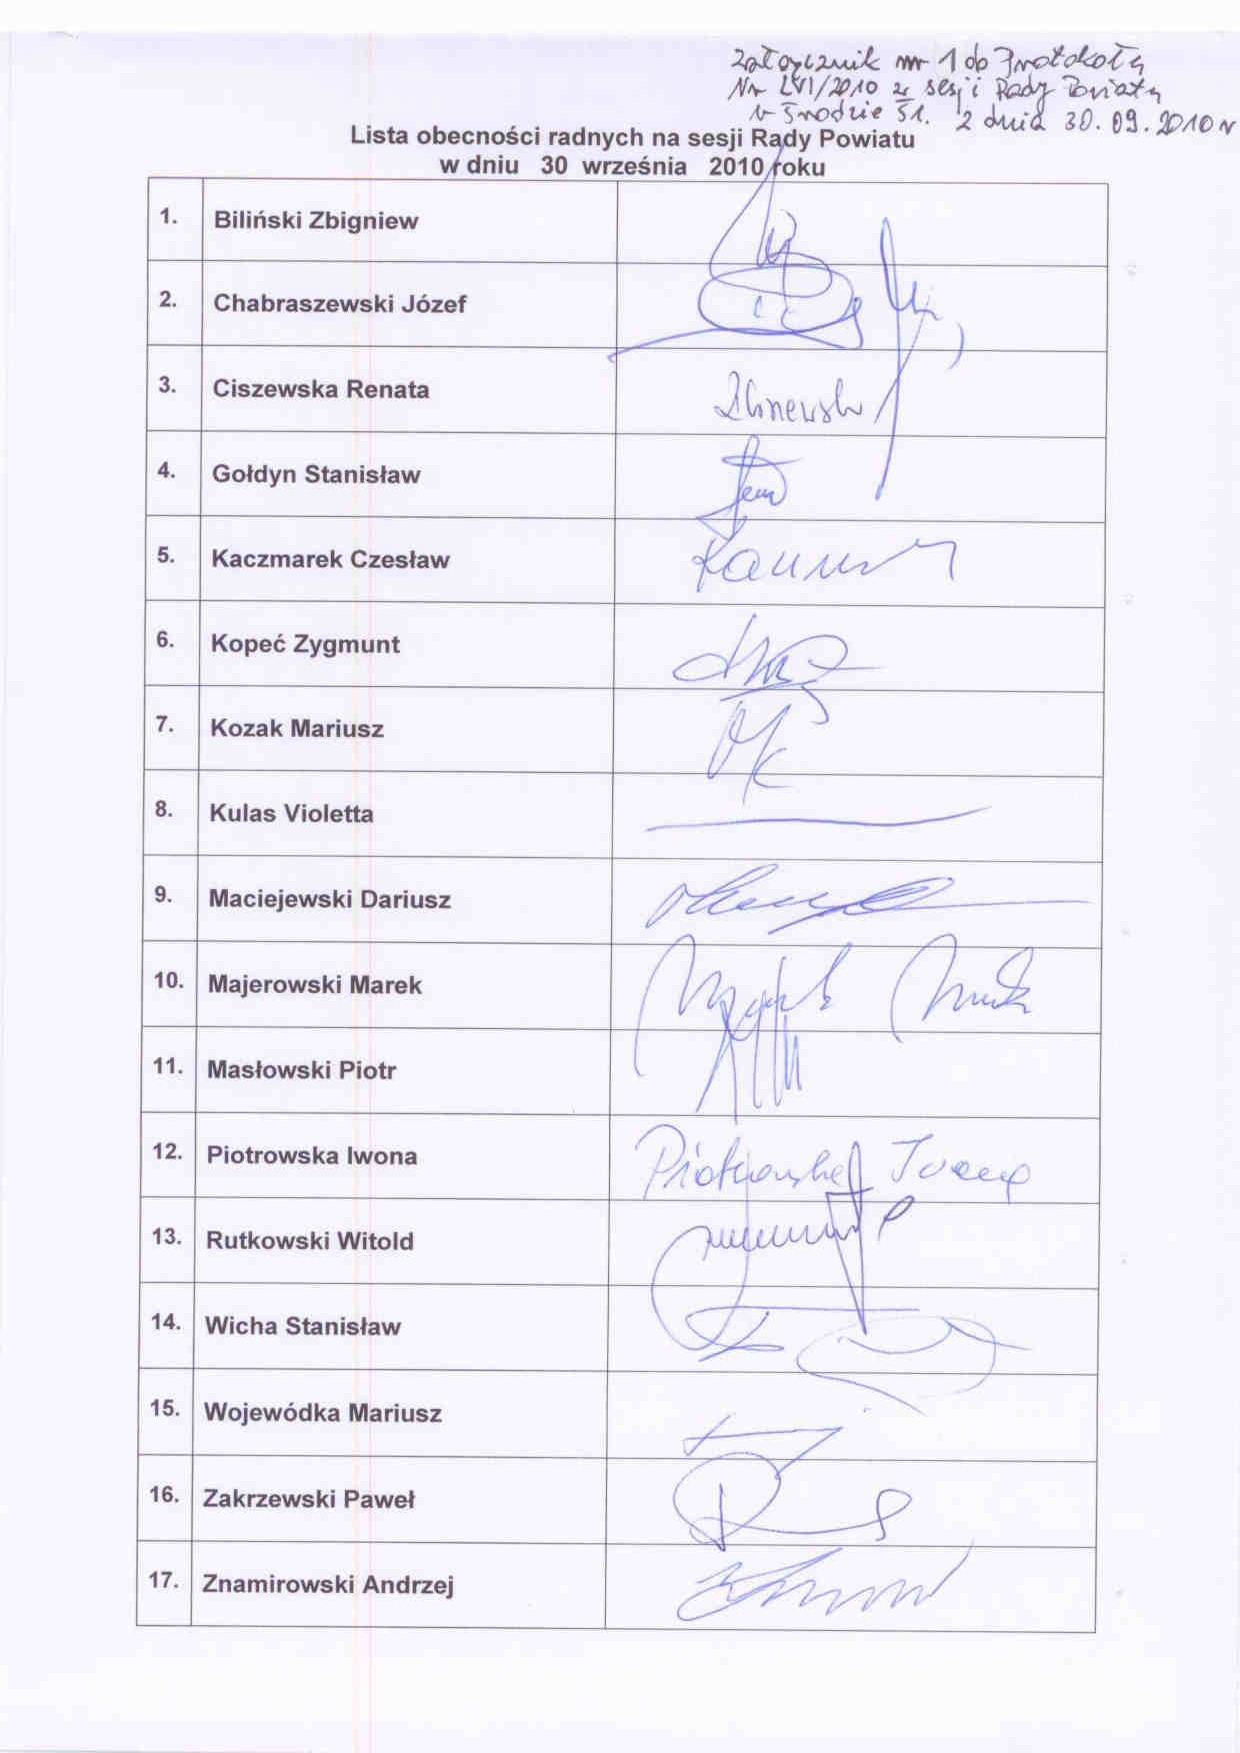 załącznik nr 1 do Protokołu
Nr LVI/2010 z sesji Rady Powiatu
w Środzie Śl. z dnia 30.09.2010 r
Lista obecności radnych na sesji Rady Powiatu
w dniu 30 września 2010 roku
1. Biliński Zbigniew
2. Chabraszewski Józef
3. Ciszewska Renata
4. Gołdyn Stanisław
5. Kaczmarek Czesław
6. Kopeć Zygmunt
7. Kozak Mariusz
8. Kulas Violetta
9. Maciejewski Dariusz
10. Majerowski Marek
11. Masłowski Piotr
12. Piotrowska Iwona Piotrowska Iwona
13. Rutkowski Witold
14. Wicha Stanisław
15. Wojewódka Mariusz
16. Zakrzewski Paweł
17. Znamirowski Andrzej